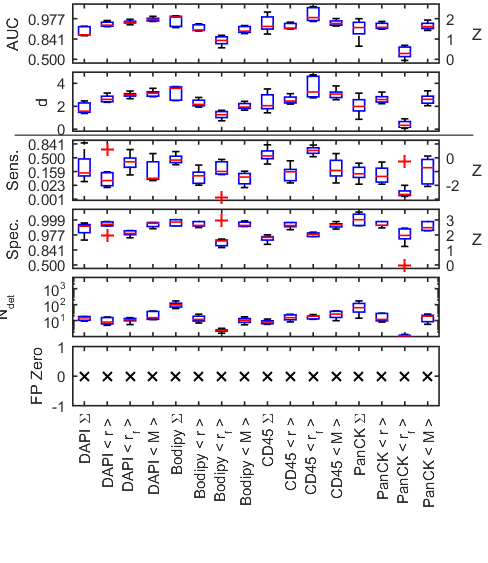 AUC 0.977 0.841 0.500 2 1 0 Z
d 4 2 0
Sens. 0.841 0.500 0.159 0.023 0.001 0 -2 Z
Spec. 0.999 0.977 0.841 0.500 3 2 1 0 Z
N_del 10^3 10^2 10^1
FP Zero 1 0 -1
DAPI Σ
DAPI < r >
DAPI < r_f >
DAPI < M >
Bodipy Σ
Bodipy < r >
Bodipy < r_f >
Bodipy < M >
CD45 Σ
CD45 < r >
CD45 < r_f >
CD45 < M >
PanCK Σ
PanCK < r >
PanCK < r_f >
PanCK < M >